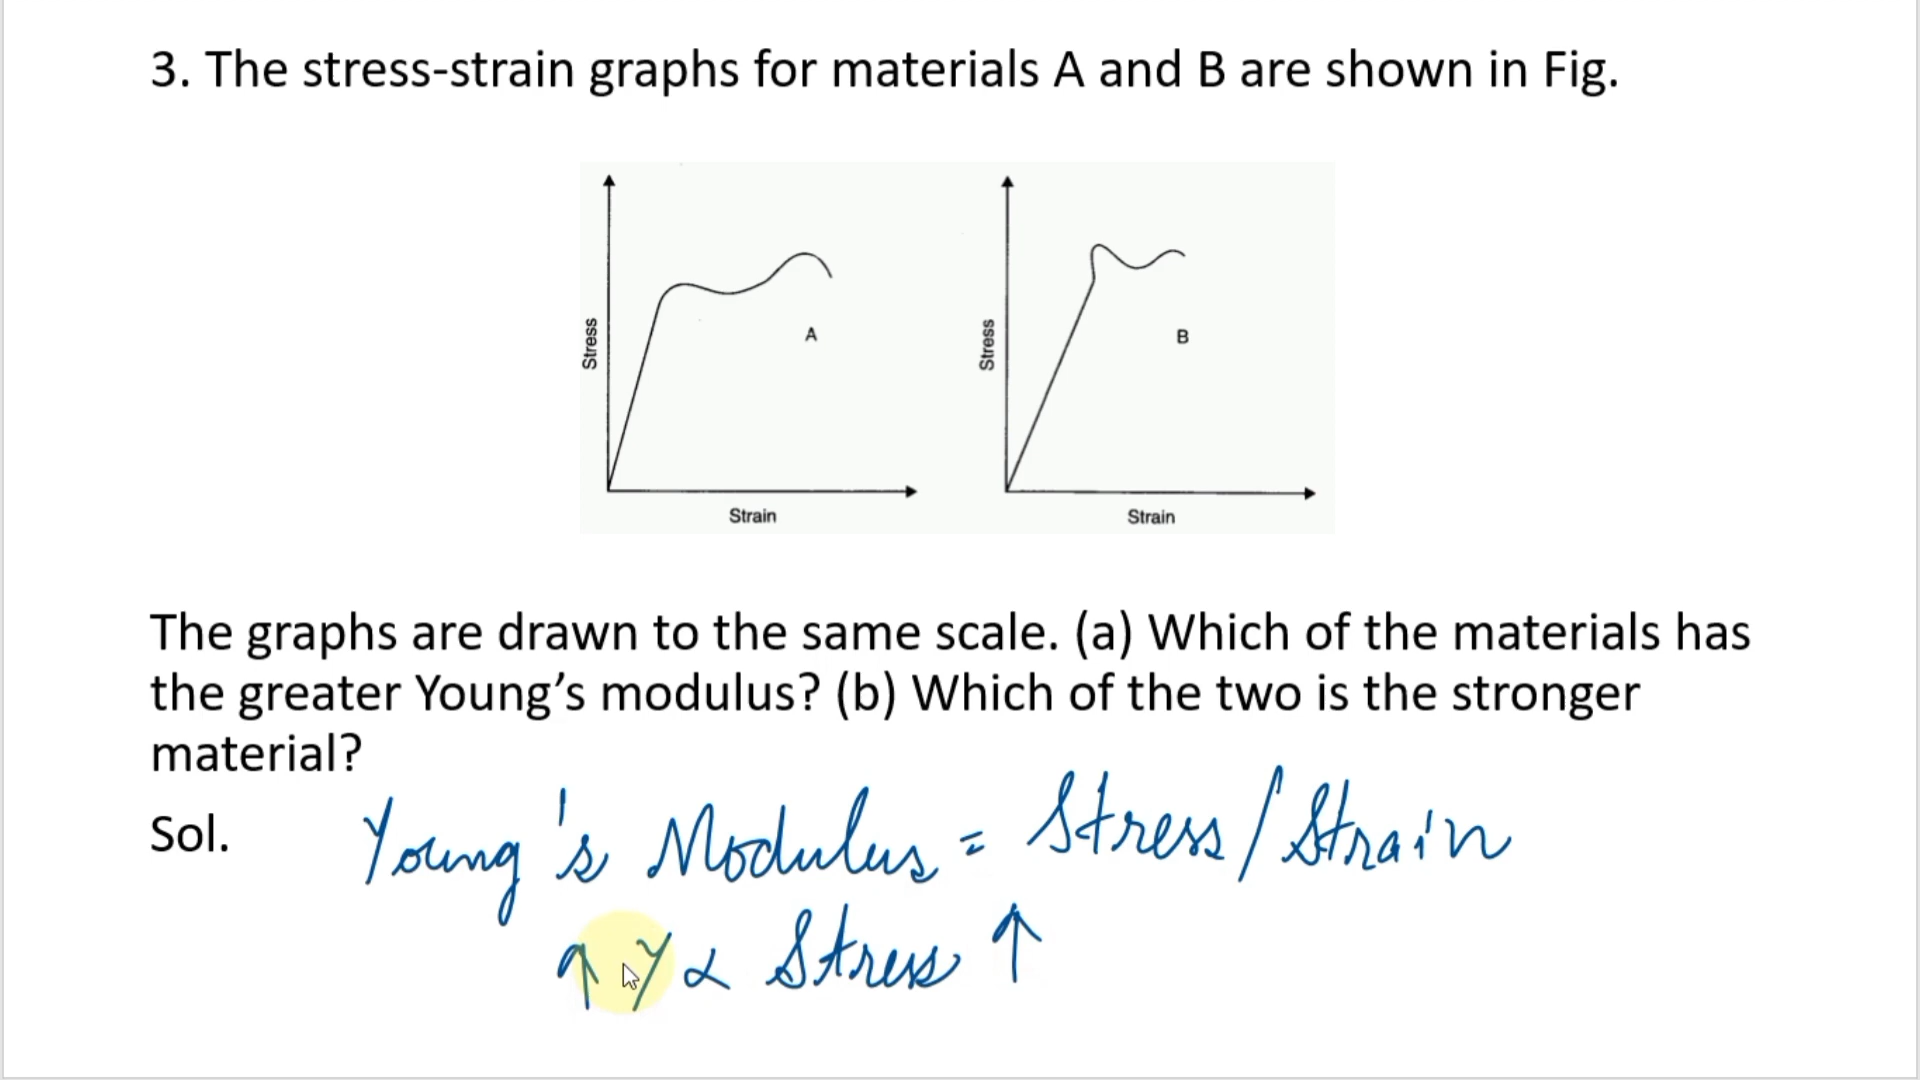 3. The stress-strain graphs for materials A and B are shown in Fig.
Stress
A
Strain
Stress
B
Strain
The graphs are drawn to the same scale. (a) Which of the materials has
the greater Young’s modulus? (b) Which of the two is the stronger
material?
Sol.
Young's Modulus = Stress/Strain
↑ Y α Stress ↑